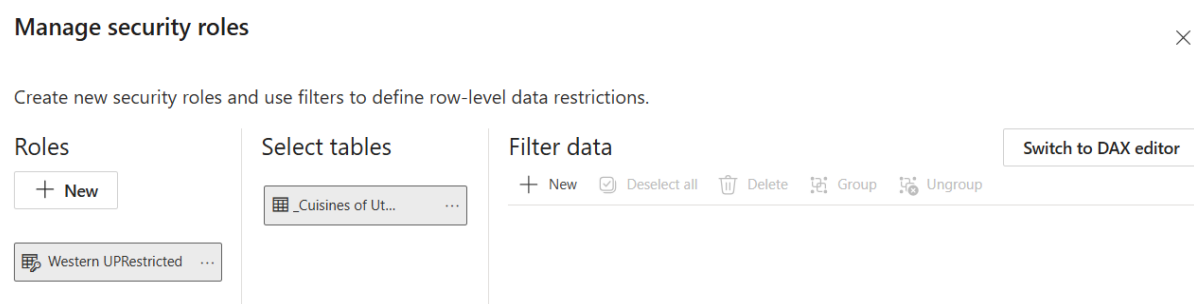 Manage security roles
Create new security roles and use filters to define row-level data restrictions.
Roles
Select tables
Filter data
Switch to DAX editor
New
_Cuisines of Ut...
New
Deselect all
Delete
Group
Ungroup
Western UPRestricted